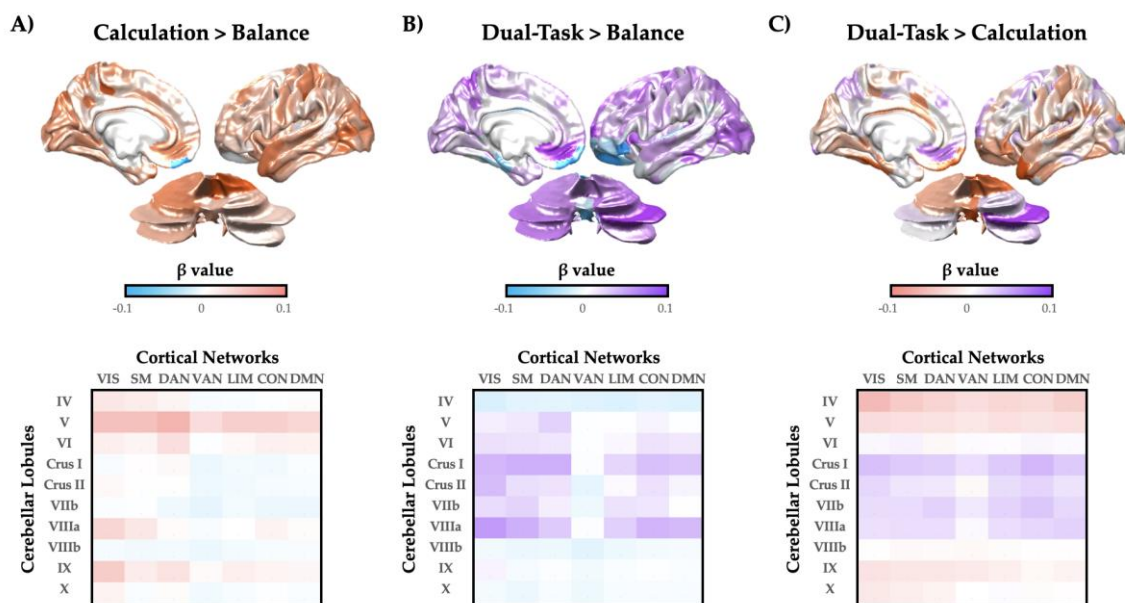 A)
Calculation > Balance
B)
Dual-Task > Balance
C)
Dual-Task > Calculation
β value
-0.1 0 0.1
β value
-0.1 0 0.1
β value
-0.1 0 0.1
Cortical Networks
VIS SM DAN VAN LIM CON DMN
Cerebellar Lobules
IV
V
VI
Crus I
Crus II
VIIb
VIIIa
VIIIb
IX
X
Cortical Networks
VIS SM DAN VAN LIM CON DMN
Cerebellar Lobules
IV
V
VI
Crus I
Crus II
VIIb
VIIIa
VIIIb
IX
X
Cortical Networks
VIS SM DAN VAN LIM CON DMN
Cerebellar Lobules
IV
V
VI
Crus I
Crus II
VIIb
VIIIa
VIIIb
IX
X